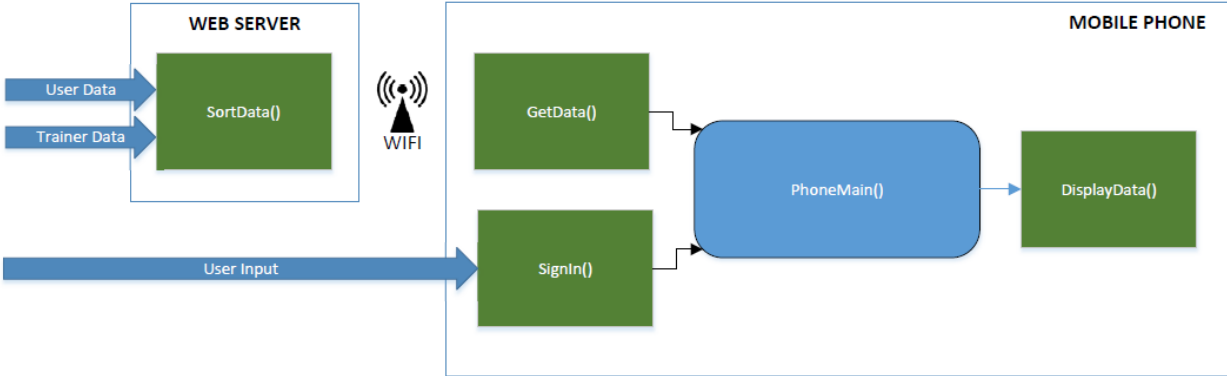 WEB SERVER
MOBILE PHONE
User Data
SortData()
Trainer Data
WIFI
GetData()
PhoneMain()
DisplayData()
User Input
SignIn()